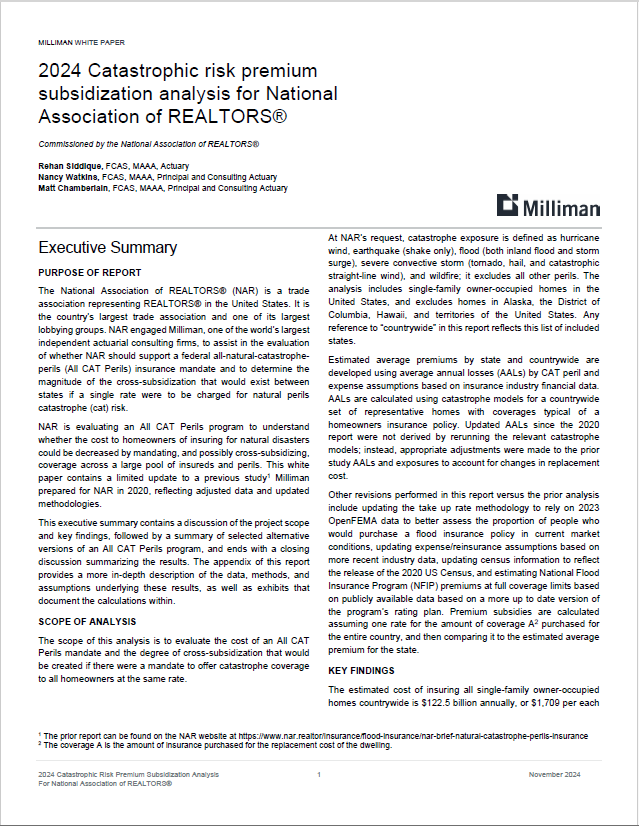 MILLIMAN WHITE PAPER
2024 Catastrophic risk premium
subsidization analysis for National
Association of REALTORS®
Commissioned by the National Association of REALTORS®
Rehan Siddique, FCAS, MAAA, Actuary
Nancy Watkins, FCAS, MAAA, Principal and Consulting Actuary
Matt Chamberlain, FCAS, MAAA, Principal and Consulting Actuary
Milliman
Executive Summary
PURPOSE OF REPORT
The National Association of REALTORS® (NAR) is a trade
association representing REALTORS® in the United States. It is
the country's largest trade association and one of its largest
lobbying groups. NAR engaged Milliman, one of the world's largest
independent actuarial consulting firms, to assist in the evaluation
of whether NAR should support a federal all-natural-catastrophe-
perils (All CAT Perils) insurance mandate and to determine the
magnitude of the cross-subsidization that would exist between
states if a single rate were to be charged for natural perils
catastrophe (cat) risk.
NAR is evaluating an All CAT Perils program to understand
whether the cost to homeowners of insuring for natural disasters
could be decreased by mandating, and possibly cross-subsidizing,
coverage across a large pool of insureds and perils. This white
paper contains a limited update to a previous study¹ Milliman
prepared for NAR in 2020, reflecting adjusted data and updated
methodologies.
This executive summary contains a discussion of the project scope
and key findings, followed by a summary of selected alternative
versions of an All CAT Perils program, and ends with a closing
discussion summarizing the results. The appendix of this report
provides a more in-depth description of the data, methods, and
assumptions underlying these results, as well as exhibits that
document the calculations within.
SCOPE OF ANALYSIS
The scope of this analysis is to evaluate the cost of an All CAT
Perils mandate and the degree of cross-subsidization that would
be created if there were a mandate to offer catastrophe coverage
to all homeowners at the same rate.
At NAR's request, catastrophe exposure is defined as hurricane
wind, earthquake (shake only), flood (both inland flood and storm
surge), severe convective storm (tornado, hail, and catastrophic
straight-line wind), and wildfire; it excludes all other perils. The
analysis includes single-family owner-occupied homes in the
United States, and excludes homes in Alaska, the District of
Columbia, Hawaii, and territories of the United States. Any
reference to "countrywide" in this report reflects this list of included
states.
Estimated average premiums by state and countrywide are
developed using average annual losses (AALs) by CAT peril and
expense assumptions based on insurance industry financial data.
AALs are calculated using catastrophe models for a countrywide
set of representative homes with coverages typical of a
homeowners insurance policy. Updated AALs since the 2020
report were not derived by rerunning the relevant catastrophe
models; instead, appropriate adjustments were made to the prior
study AALs and exposures to account for changes in replacement
cost.
Other revisions performed in this report versus the prior analysis
include updating the take up rate methodology to rely on 2023
OpenFEMA data to better assess the proportion of people who
would purchase a flood insurance policy in current market
conditions, updating expense/reinsurance assumptions based on
more recent industry data, updating census information to reflect
the release of the 2020 US Census, and estimating National Flood
Insurance Program (NFIP) premiums at full coverage limits based
on publicly available data based on a more up to date version of
the program's rating plan. Premium subsidies are calculated
assuming one rate for the amount of coverage A² purchased for
the entire country, and then comparing it to the estimated average
premium for the state.
KEY FINDINGS
The estimated cost of insuring all single-family owner-occupied
homes countrywide is $122.5 billion annually, or $1,709 per each
¹ The prior report can be found on the NAR website at https://www.nar.realtor/insurance/flood-insurance/nar-brief-natural-catastrophe-perils-insurance
² The coverage A is the amount of insurance purchased for the replacement cost of the dwelling.
2024 Catastrophic Risk Premium Subsidization Analysis
For National Association of REALTORS®
1
November 2024